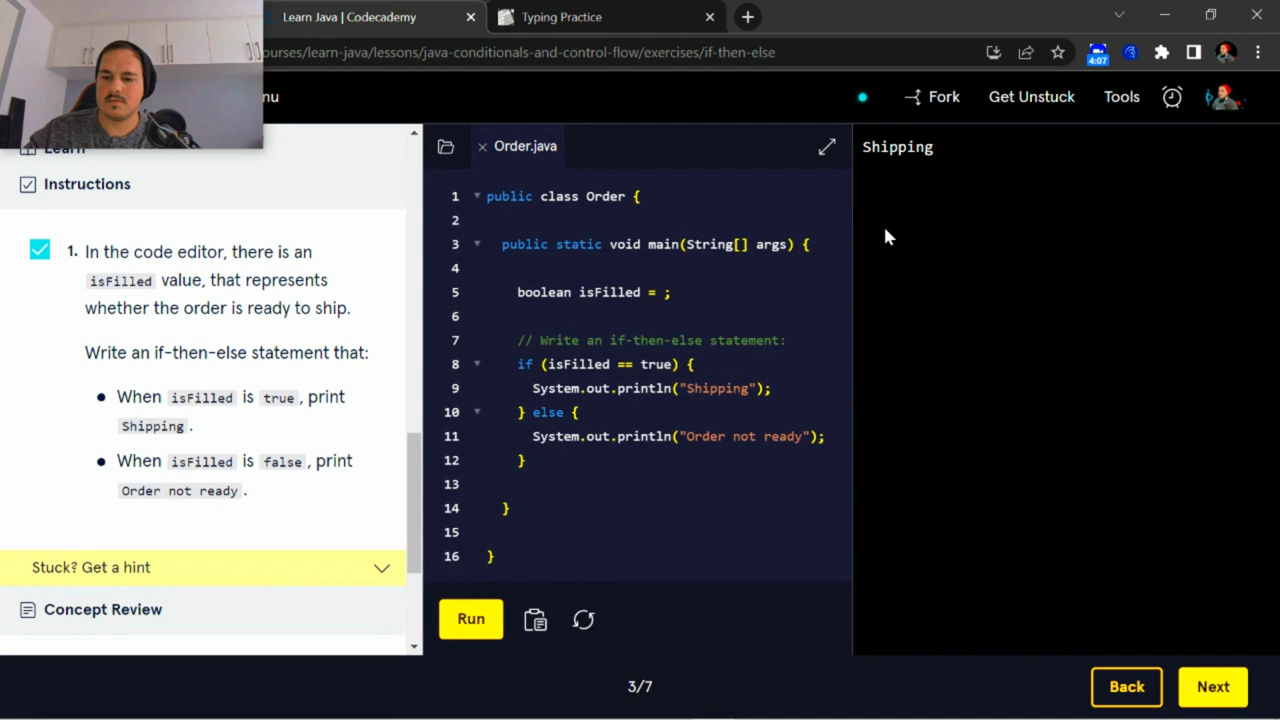 Learn Java | Codecademy
Typing Practice
ourses/learn-java/lessons/java-conditionals-and-control-flow/exercises/if-then-else
4:07
nu
Fork
Get Unstuck
Tools
Learn
Instructions
1. In the code editor, there is an
isFilled value, that represents
whether the order is ready to ship.
Write an if-then-else statement that:
When isFilled is true, print
Shipping.
When isFilled is false, print
Order not ready.
Stuck? Get a hint
Concept Review
Order.java
1 public class Order {
2
3 public static void main(String[] args) {
4
5 boolean isFilled = ;
6
7 // Write an if-then-else statement:
8 if (isFilled == true) {
9 System.out.println("Shipping");
10 } else {
11 System.out.println("Order not ready");
12 }
13
14 }
15
16 }
Run
Shipping
3/7
Back
Next